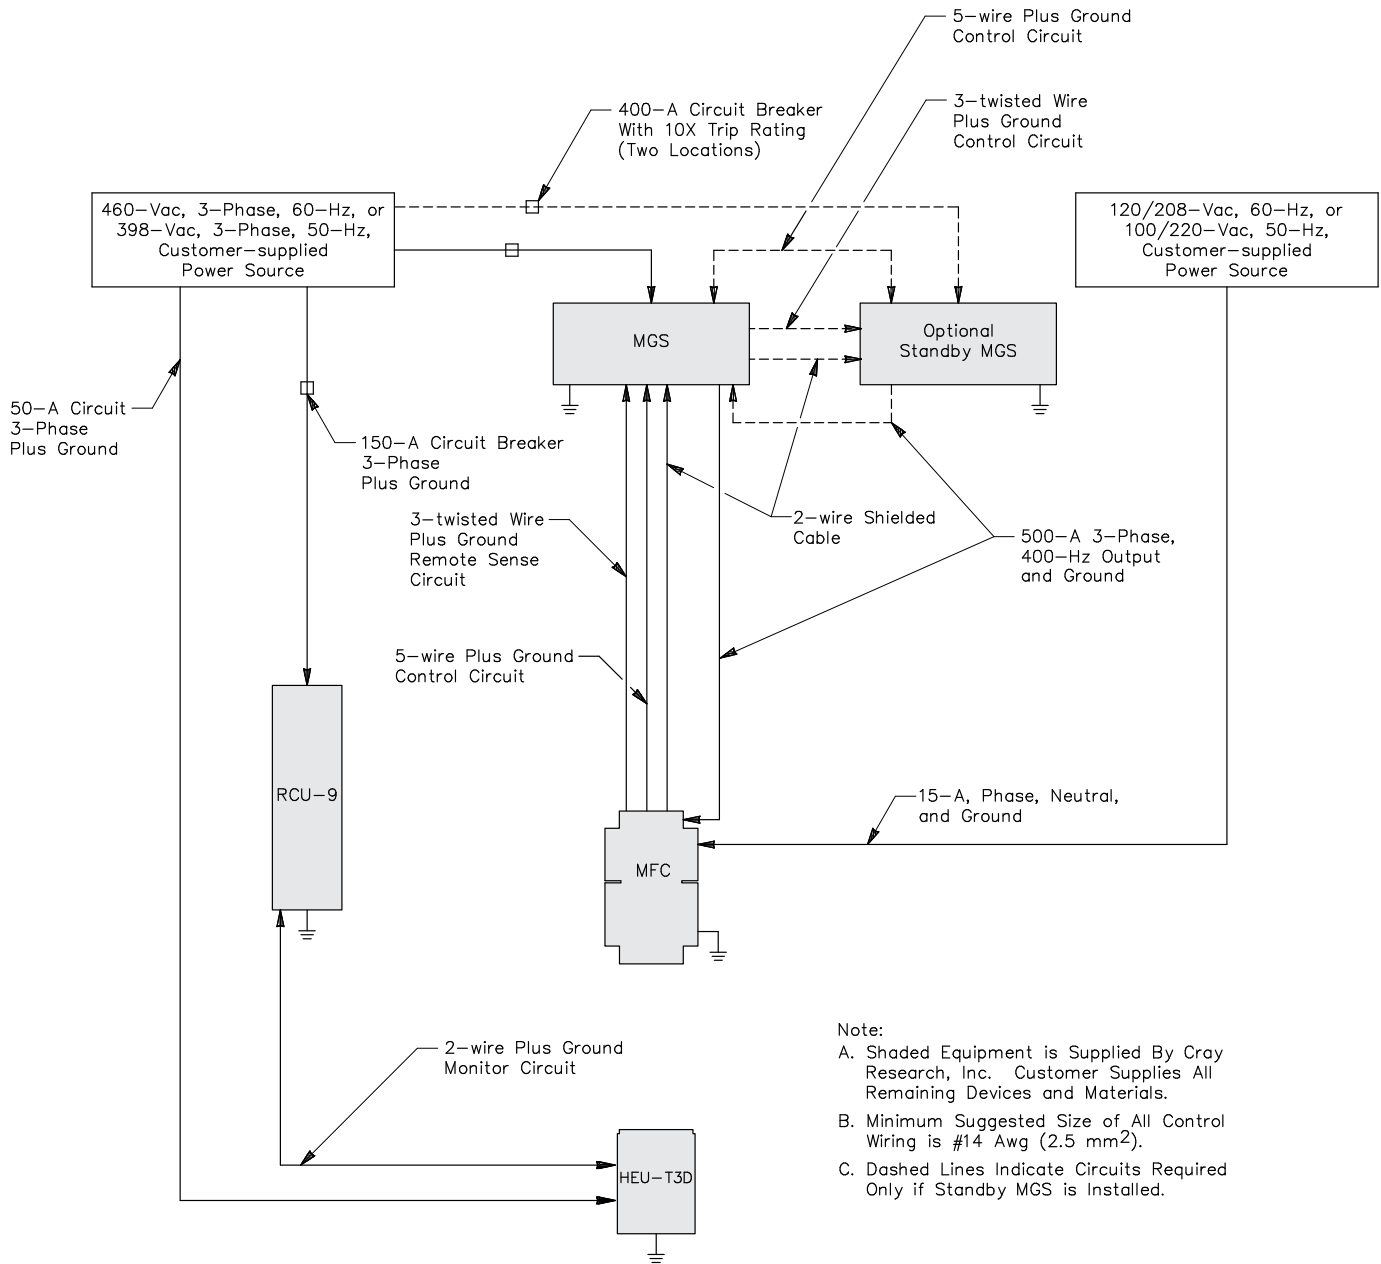 5-wire Plus Ground
Control Circuit
400-A Circuit Breaker
With 10X Trip Rating
(Two Locations)
3-twisted Wire
Plus Ground
Control Circuit
460-Vac, 3-Phase, 60-Hz, or
398-Vac, 3-Phase, 50-Hz,
Customer-supplied
Power Source
120/208-Vac, 60-Hz, or
100/220-Vac, 50-Hz,
Customer-supplied
Power Source
MGS
Optional
Standby MGS
50-A Circuit
3-Phase
Plus Ground
150-A Circuit Breaker
3-Phase
Plus Ground
3-twisted Wire
Plus Ground
Remote Sense
Circuit
2-wire Shielded
Cable
500-A 3-Phase,
400-Hz Output
and Ground
5-wire Plus Ground
Control Circuit
RCU-9
15-A, Phase, Neutral,
and Ground
MFC
2-wire Plus Ground
Monitor Circuit
HEU-T3D
Note:
A. Shaded Equipment is Supplied By Cray
Research, Inc. Customer Supplies All
Remaining Devices and Materials.
B. Minimum Suggested Size of All Control
Wiring is #14 Awg (2.5 mm2).
C. Dashed Lines Indicate Circuits Required
Only if Standby MGS is Installed.